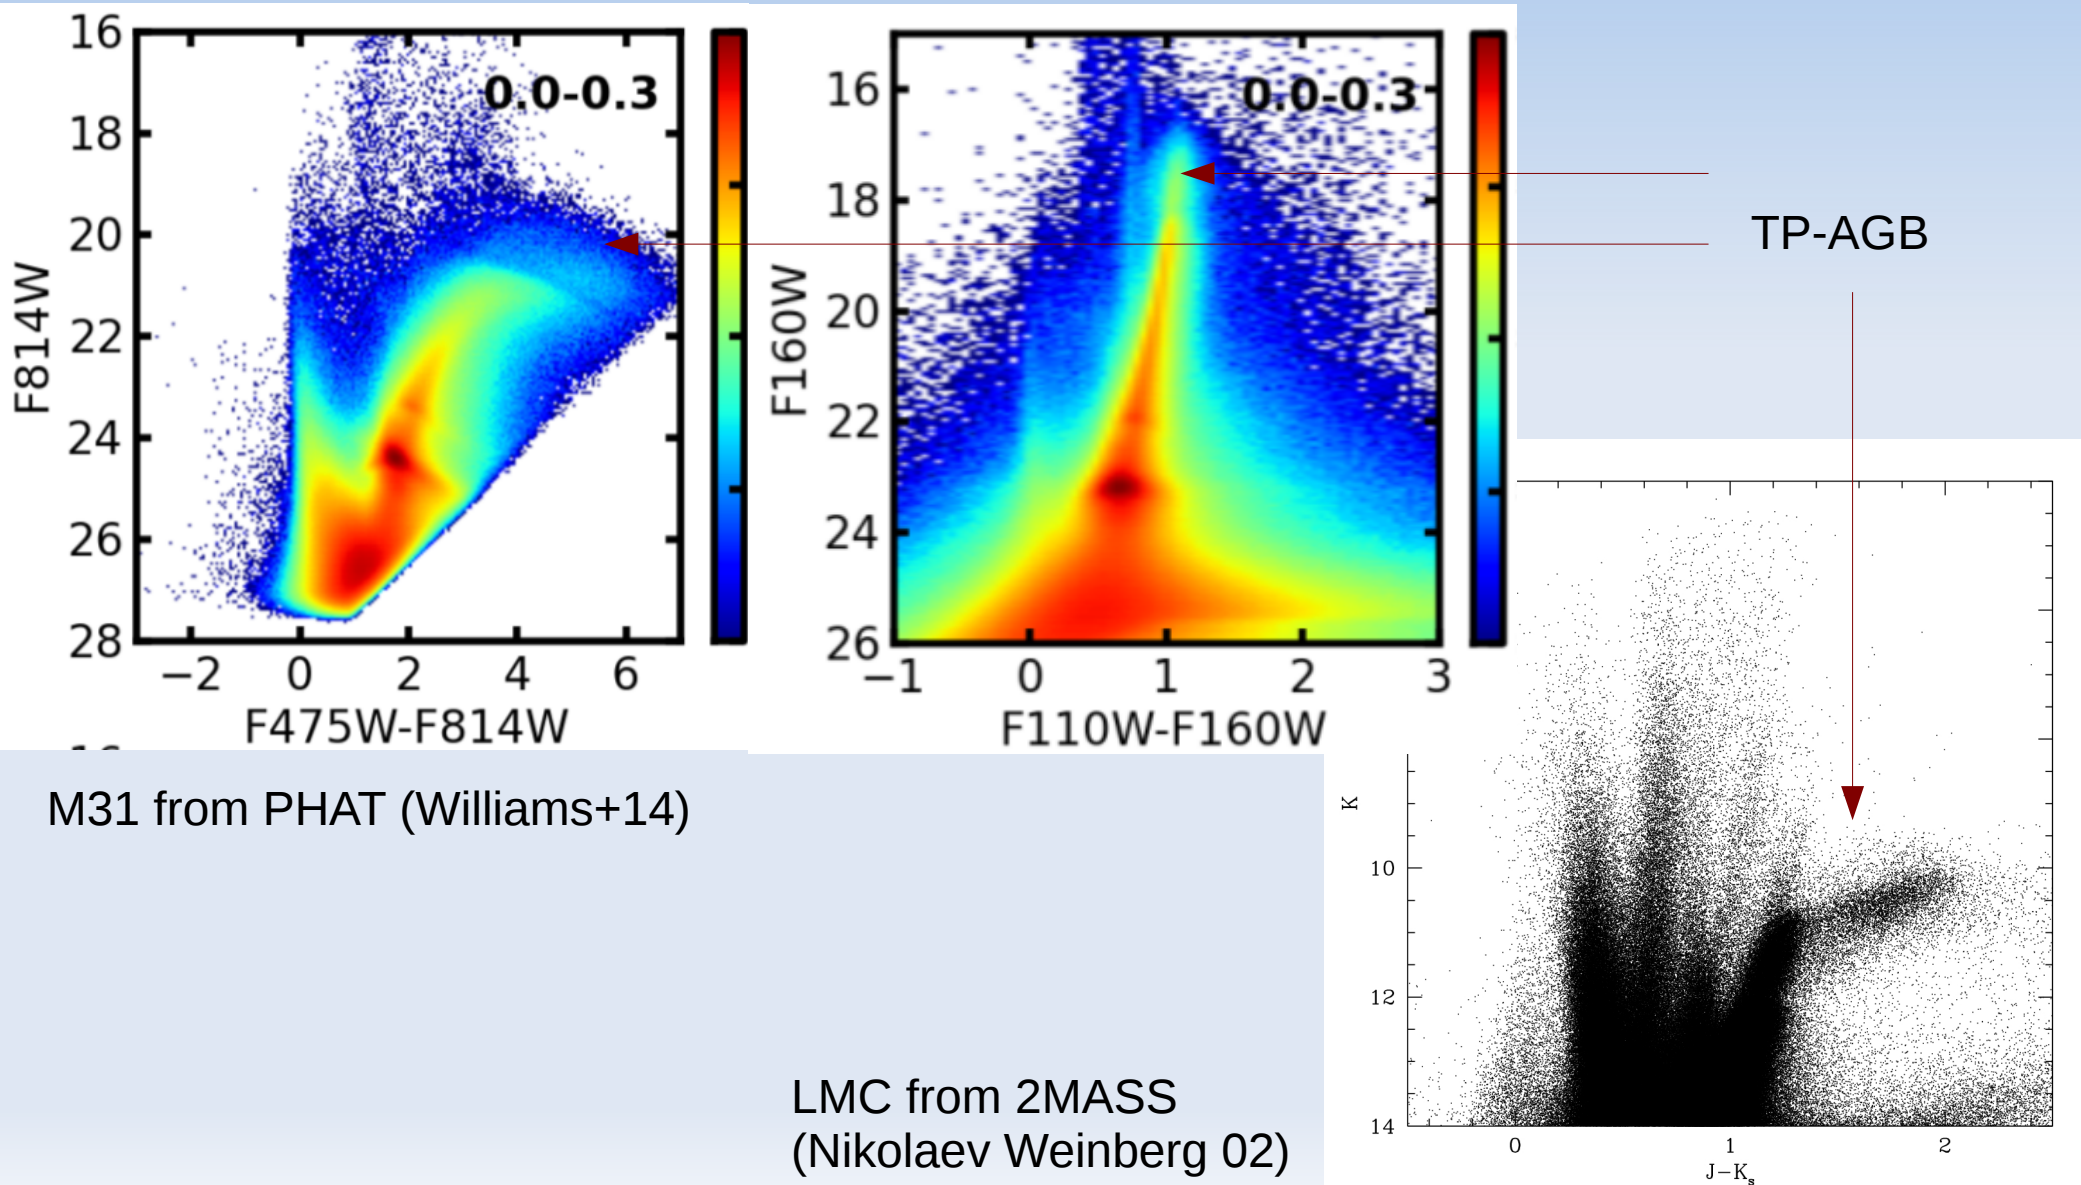 16
18
20
22
24
26
28
F814W
0.0-0.3
−2 0 2 4 6
F475W-F814W
16
18
20
22
24
26
F160W
0.0-0.3
−1 0 1 2 3
F110W-F160W
TP-AGB
M31 from PHAT (Williams+14)
K
10
12
14
0 1 2
J−Ks
LMC from 2MASS
(Nikolaev Weinberg 02)